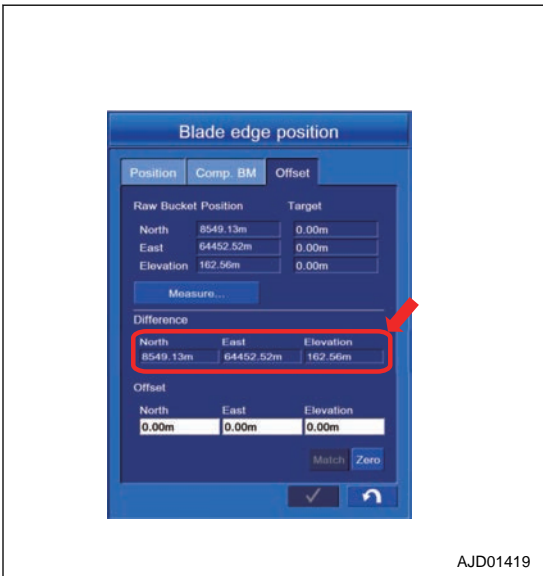 Blade edge position
Position Comp. BM Offset
Raw Bucket Position Target
North 8549.13m 0.00m
East 64452.52m 0.00m
Elevation 162.56m 0.00m
Measure...
Difference
North East Elevation
8549.13m 64452.52m 162.56m
Offset
North East Elevation
0.00m 0.00m 0.00m
Match Zero
AJD01419